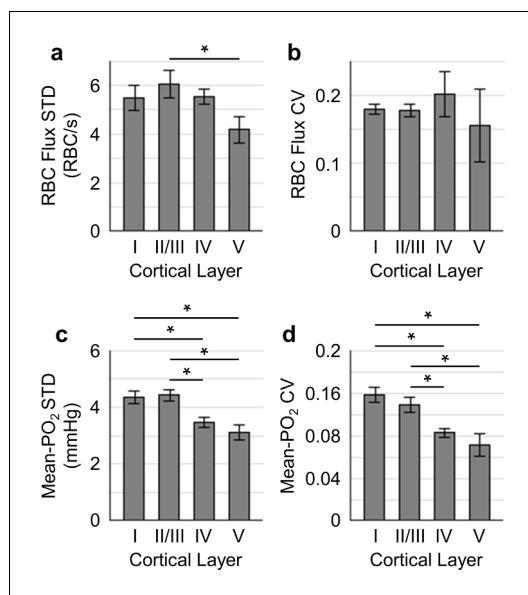 a
*
RBC Flux STD
(RBC/s)
6
4
2
0
I II/III IV V
Cortical Layer
b
RBC Flux CV
0.2
0.1
0
I II/III IV V
Cortical Layer
c
*
*
*
*
Mean-PO2 STD
(mmHg)
6
4
2
0
I II/III IV V
Cortical Layer
d
*
*
*
*
Mean-PO2 CV
0.2
0.16
0.08
0.04
0
I II/III IV V
Cortical Layer